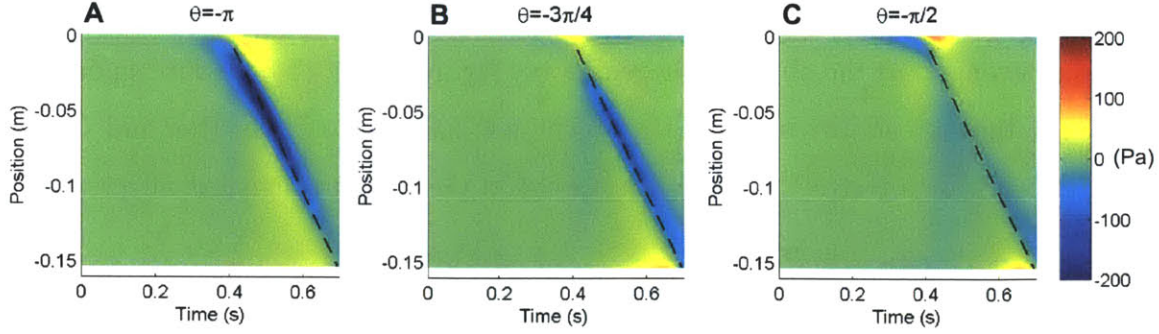 A θ=-π
B θ=-3π/4
C θ=-π/2
0
-0.05
-0.1
-0.15
Position (m)
0 0.2 0.4 0.6
Time (s)
0
-0.05
-0.1
-0.15
Position (m)
0 0.2 0.4 0.6
Time (s)
0
-0.05
-0.1
-0.15
Position (m)
0 0.2 0.4 0.6
Time (s)
200
100
0 (Pa)
-100
-200